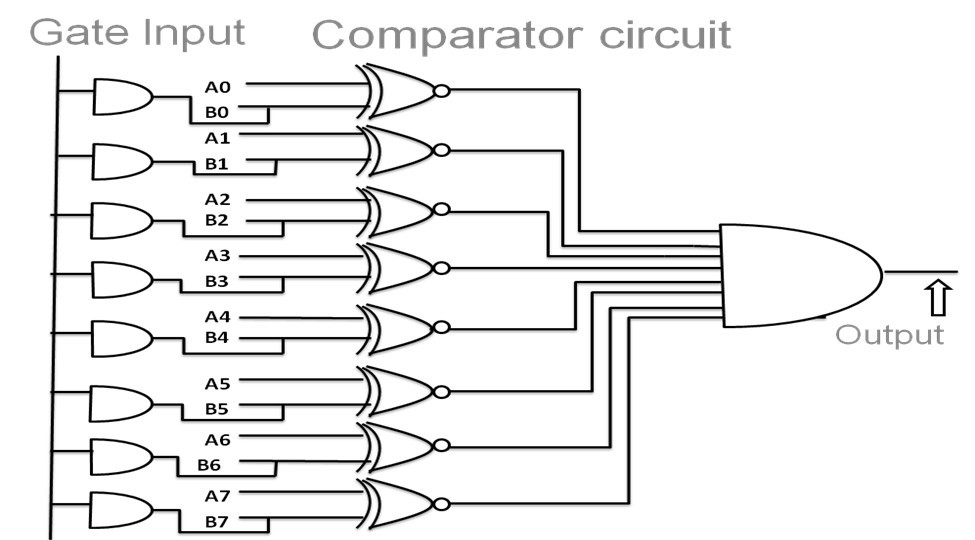 Gate Input
Comparator circuit
A0
B0
A1
B1
A2
B2
A3
B3
A4
B4
A5
B5
A6
B6
A7
B7
Output